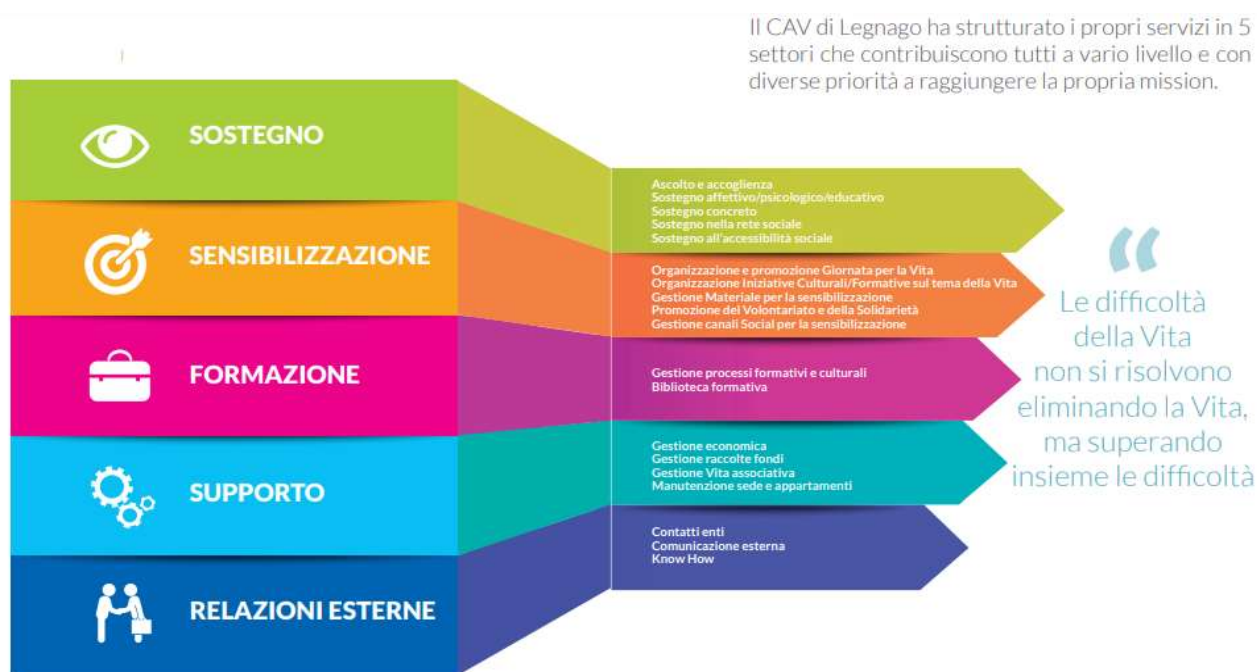 Il CAV di Legnago ha strutturato i propri servizi in 5
settori che contribuiscono tutti a vario livello e con
diverse priorità a raggiungere la propria mission.
SOSTEGNO
Ascolto e accoglienza
Sostegno affettivo/psicologico/educativo
Sostegno concreto
Sostegno nella rete sociale
Sostegno all'accessibilità sociale
SENSIBILIZZAZIONE
Organizzazione e promozione Giornata per la Vita
Organizzazione Iniziative Culturali/Formative sul tema della Vita
Gestione Materiale per la sensibilizzazione
Promozione del Volontariato e della Solidarietà
Gestione canali Social per la sensibilizzazione
FORMAZIONE
Gestione processi formativi e culturali
Biblioteca formativa
SUPPORTO
Gestione economica
Gestione raccolte fondi
Gestione Vita associativa
Manutenzione sede e appartamenti
RELAZIONI ESTERNE
Contatti enti
Comunicazione esterna
Know How
“
Le difficoltà
della Vita
non si risolvono
eliminando la Vita,
ma superando
insieme le difficoltà